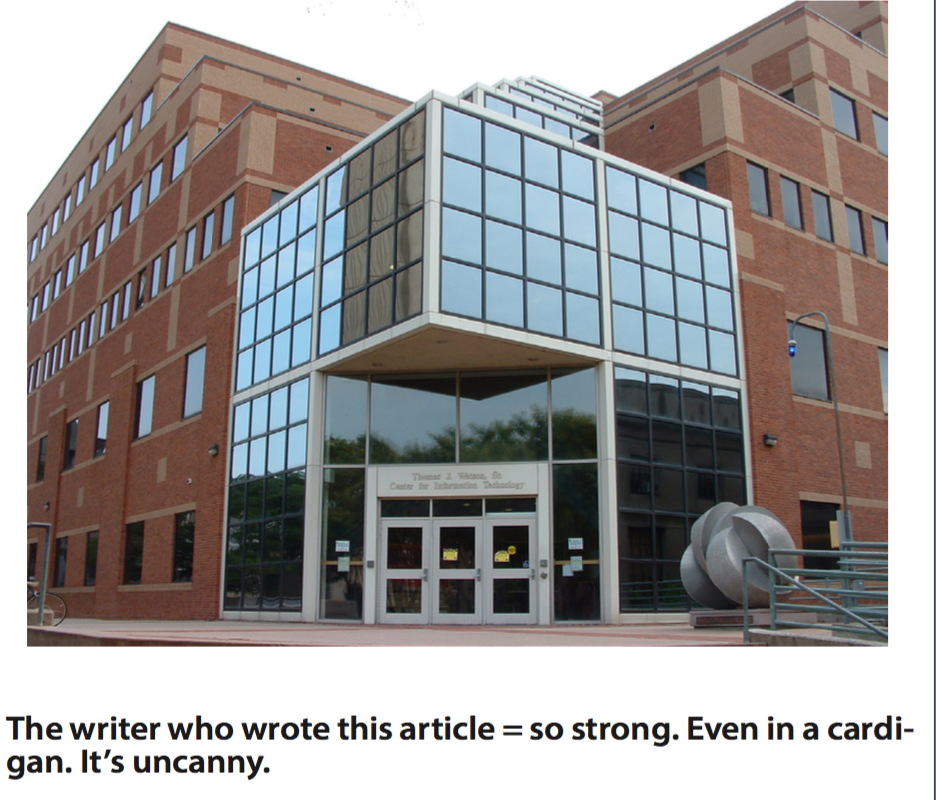 Thomas J. Watson, Sr.
Center for Information Technology
The writer who wrote this article = so strong. Even in a cardi-
gan. It’s uncanny.